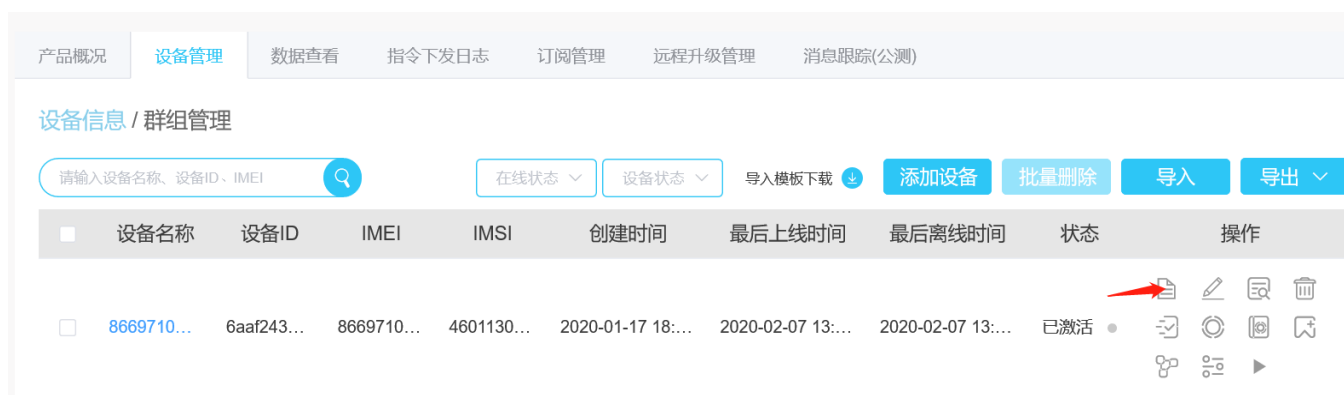 产品概况 设备管理 数据查看 指令下发日志 订阅管理 远程升级管理 消息跟踪(公测)
设备信息 / 群组管理
请输入设备名称、设备ID、IMEI 在线状态 设备状态 导入模板下载 添加设备 批量删除 导入 导出
设备名称 设备ID IMEI IMSI 创建时间 最后上线时间 最后离线时间 状态 操作
8669710... 6aaf243... 8669710... 4601130... 2020-01-17 18:... 2020-02-07 13:... 2020-02-07 13:... 已激活